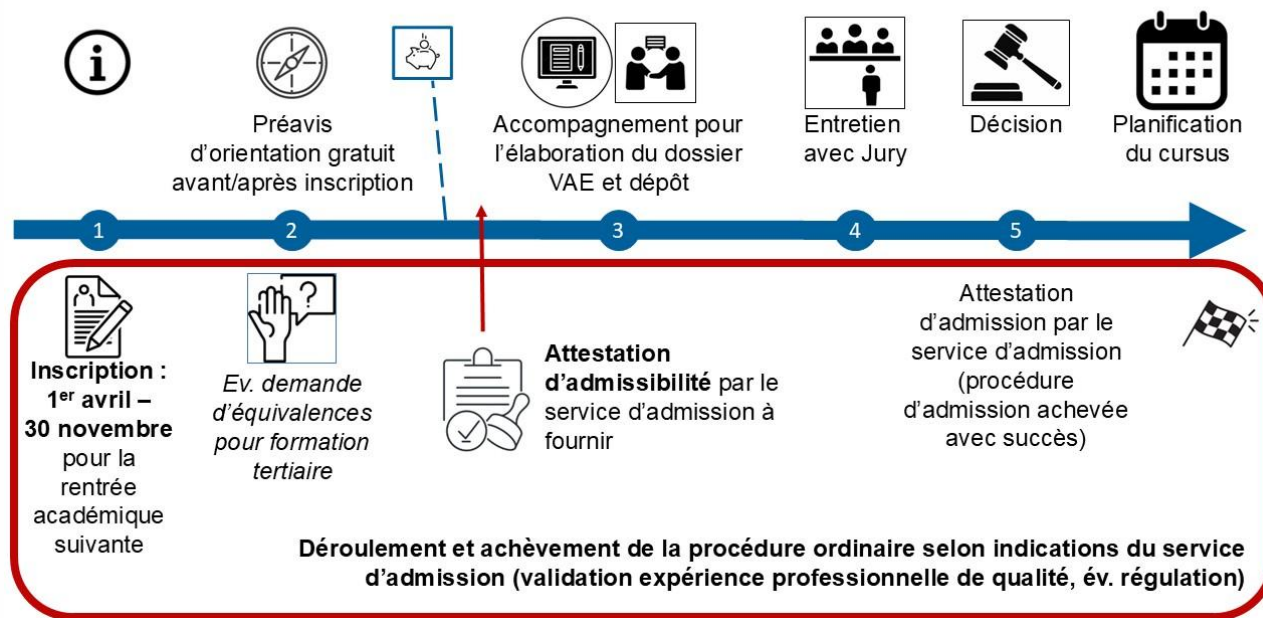 Préavis
d'orientation gratuit
avant/après inscription
Accompagnement pour
l'élaboration du dossier
VAE et dépôt
Entretien
avec Jury
Décision
Planification
du cursus
1
2
3
4
5
?
Inscription :
1er avril –
30 novembre
pour la
rentrée
académique
suivante
Ev. demande
d'équivalences
pour formation
tertiaire
Attestation
d'admissibilité par le
service d'admission à
fournir
Attestation
d'admission par le
service d'admission
(procédure
d'admission achevée
avec succès)
Déroulement et achèvement de la procédure ordinaire selon indications du service
d'admission (validation expérience professionnelle de qualité, év. régulation)